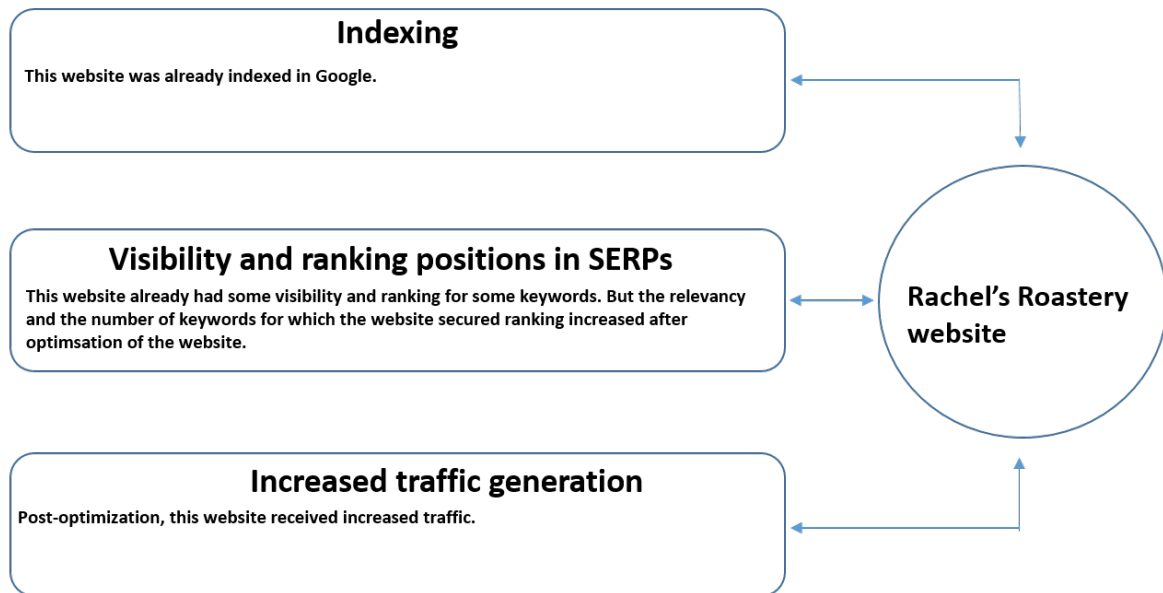 Indexing
This website was already indexed in Google.
Visibility and ranking positions in SERPs
This website already had some visibility and ranking for some keywords. But the relevancy
and the number of keywords for which the website secured ranking increased after
optimsation of the website.
Rachel’s Roastery
website
Increased traffic generation
Post-optimization, this website received increased traffic.